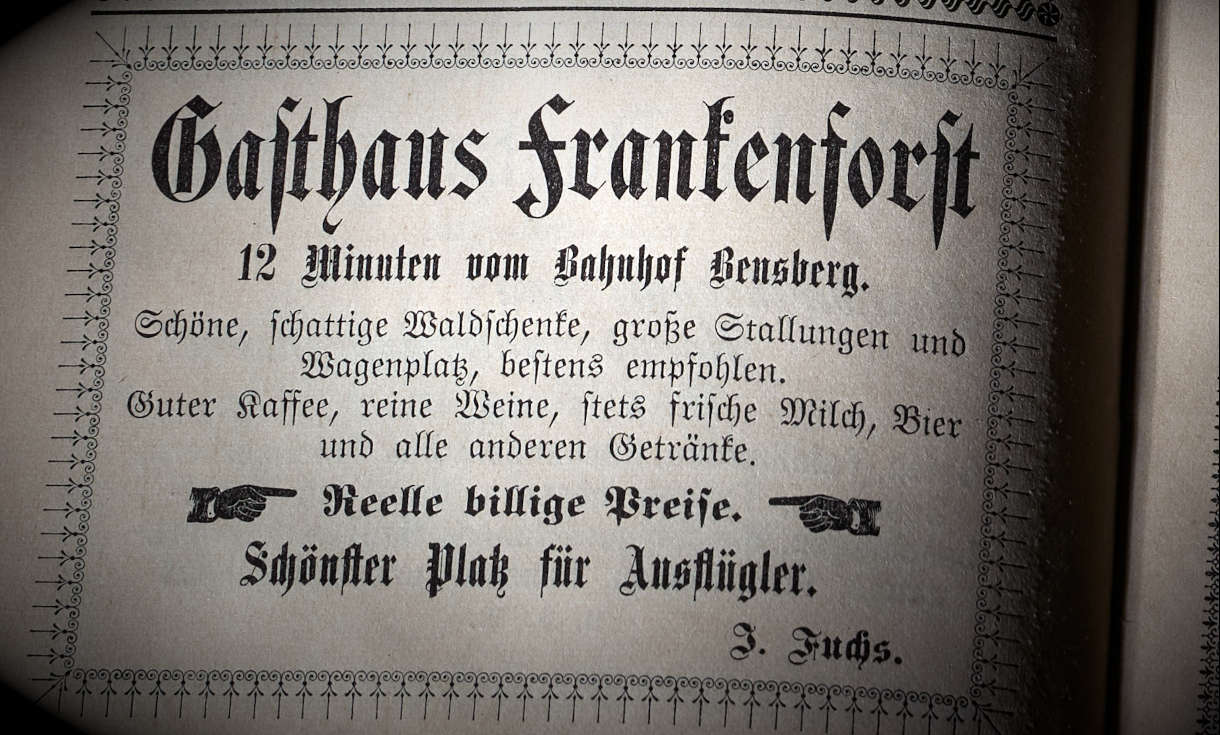 Gasthaus Frankenforst
12 Minuten vom Bahnhof Bensberg.
Schöne, schattige Waldschenke, große Stallungen und
Wagenplatz, bestens empfohlen.
Guter Kaffee, reine Weine, stets frische Milch, Bier
und alle anderen Getränke.
Reelle billige Preise.
Schönster Platz für Ausflügler.
J. Fuchs.